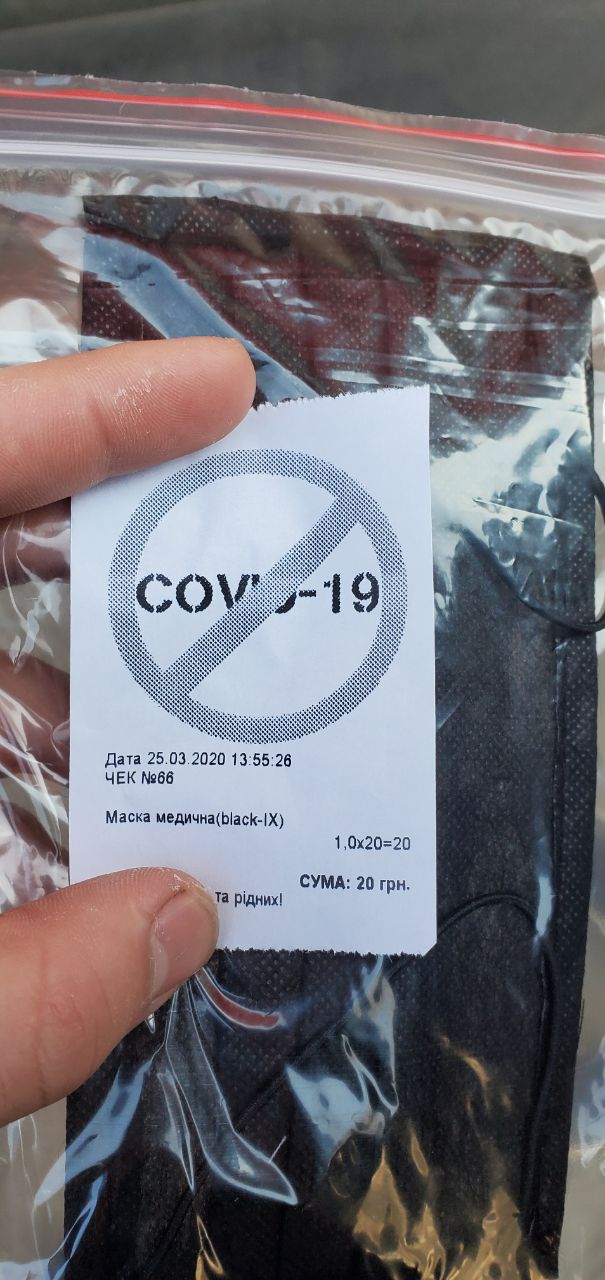 COVID-19
Дата 25.03.2020 13:55:26
ЧЕК №66
Маска медична(black-IX)
1,0х20=20
СУМА: 20 грн.
та рідних!